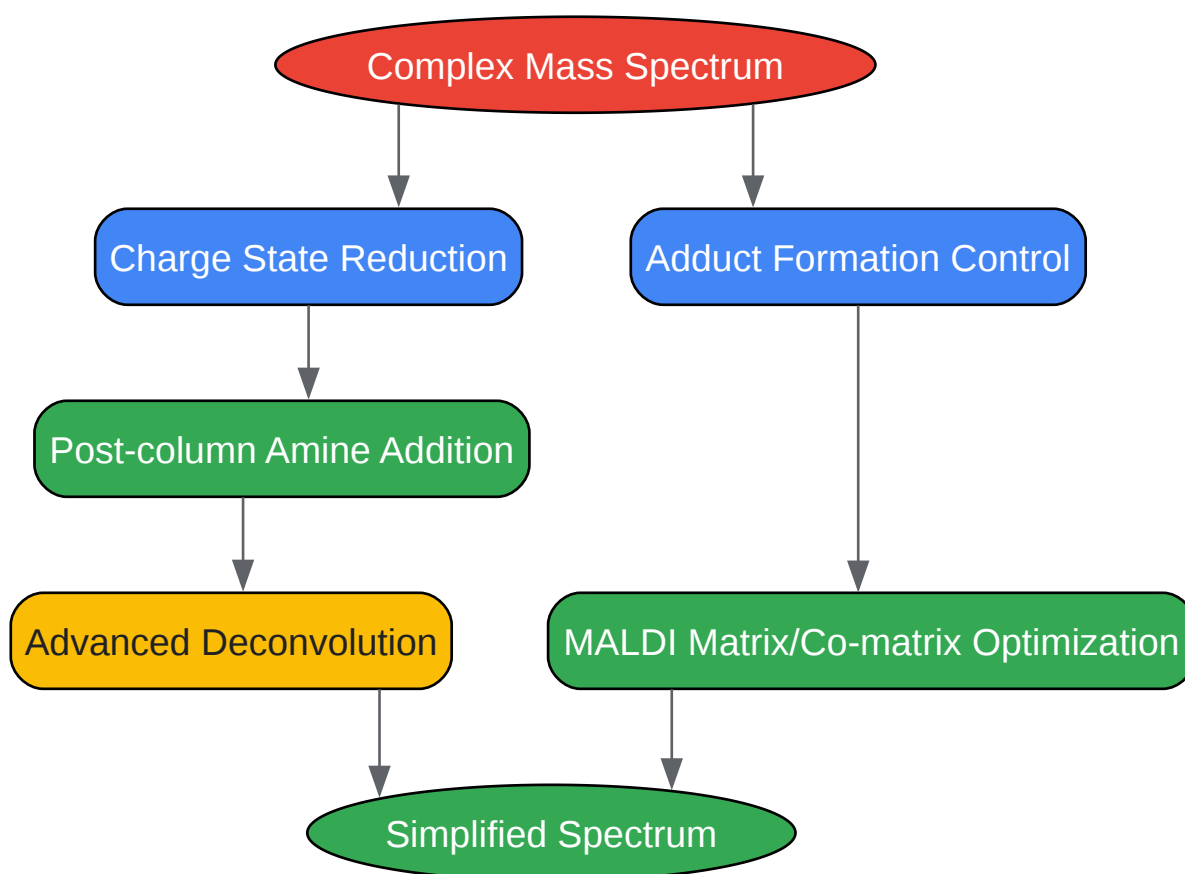 Complex Mass Spectrum
Charge State Reduction
Adduct Formation Control
Post-column Amine Addition
Advanced Deconvolution
MALDI Matrix/Co-matrix Optimization
Simplified Spectrum